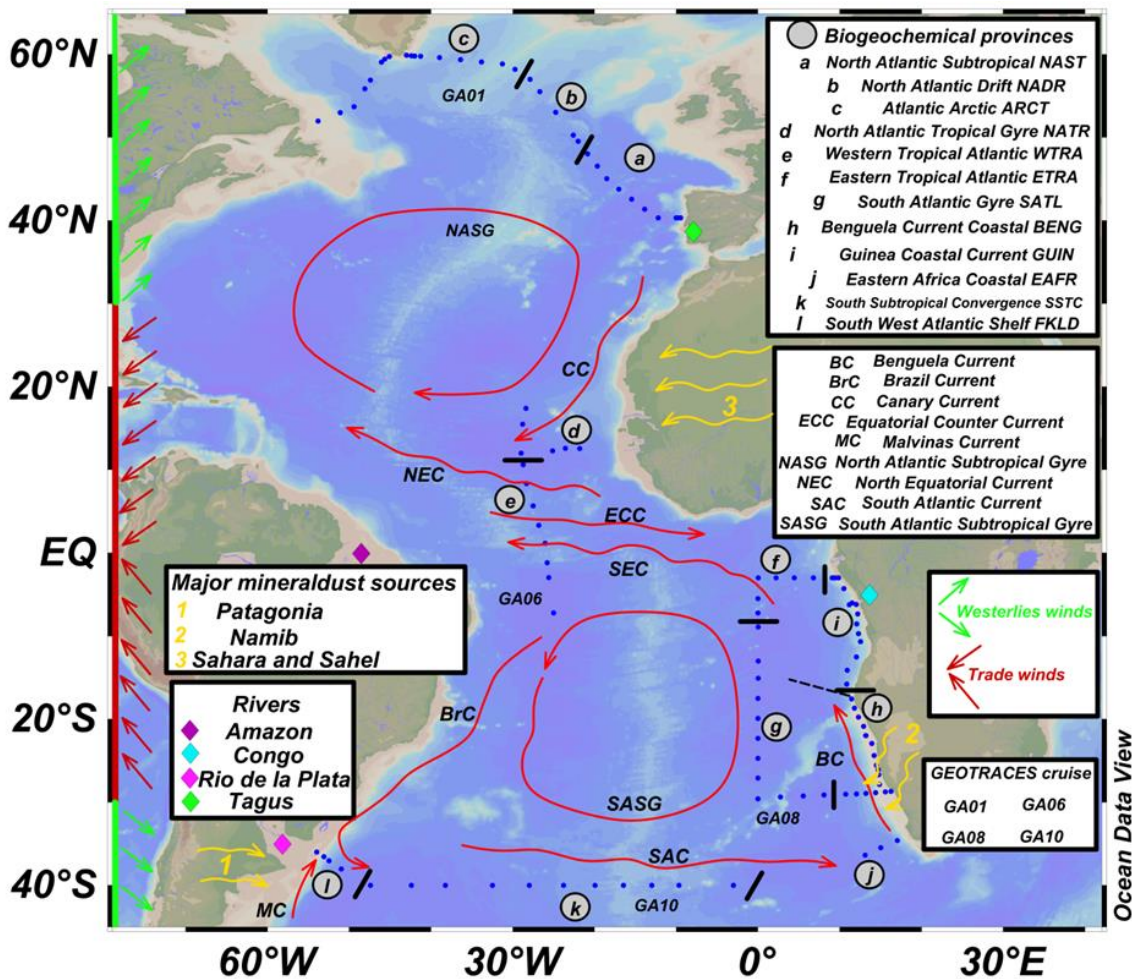 60°N
40°N
20°N
EQ
20°S
40°S
60°W
30°W
0°
30°E
c
GA01
b
a
NASG
CC
3
d
NEC
e
ECC
SEC
f
GA06
i
BrC
h
g
BC
2
SASG
GA08
SAC
j
1
MC
l
k
GA10
Biogeochemical provinces
a North Atlantic Subtropical NAST
b North Atlantic Drift NADR
c Atlantic Arctic ARCT
d North Atlantic Tropical Gyre NATR
e Western Tropical Atlantic WTRA
f Eastern Tropical Atlantic ETRA
g South Atlantic Gyre SATL
h Benguela Current Coastal BENG
i Guinea Coastal Current GUIN
j Eastern Africa Coastal EAFR
k South Subtropical Convergence SSTC
l South West Atlantic Shelf FKLD
BC Benguela Current
BrC Brazil Current
CC Canary Current
ECC Equatorial Counter Current
MC Malvinas Current
NASG North Atlantic Subtropical Gyre
NEC North Equatorial Current
SAC South Atlantic Current
SASG South Atlantic Subtropical Gyre
Major mineraldust sources
1 Patagonia
2 Namib
3 Sahara and Sahel
Rivers
Amazon
Congo
Rio de la Plata
Tagus
Westerlies winds
Trade winds
GEOTRACES cruise
GA01 GA06
GA08 GA10
Ocean Data View